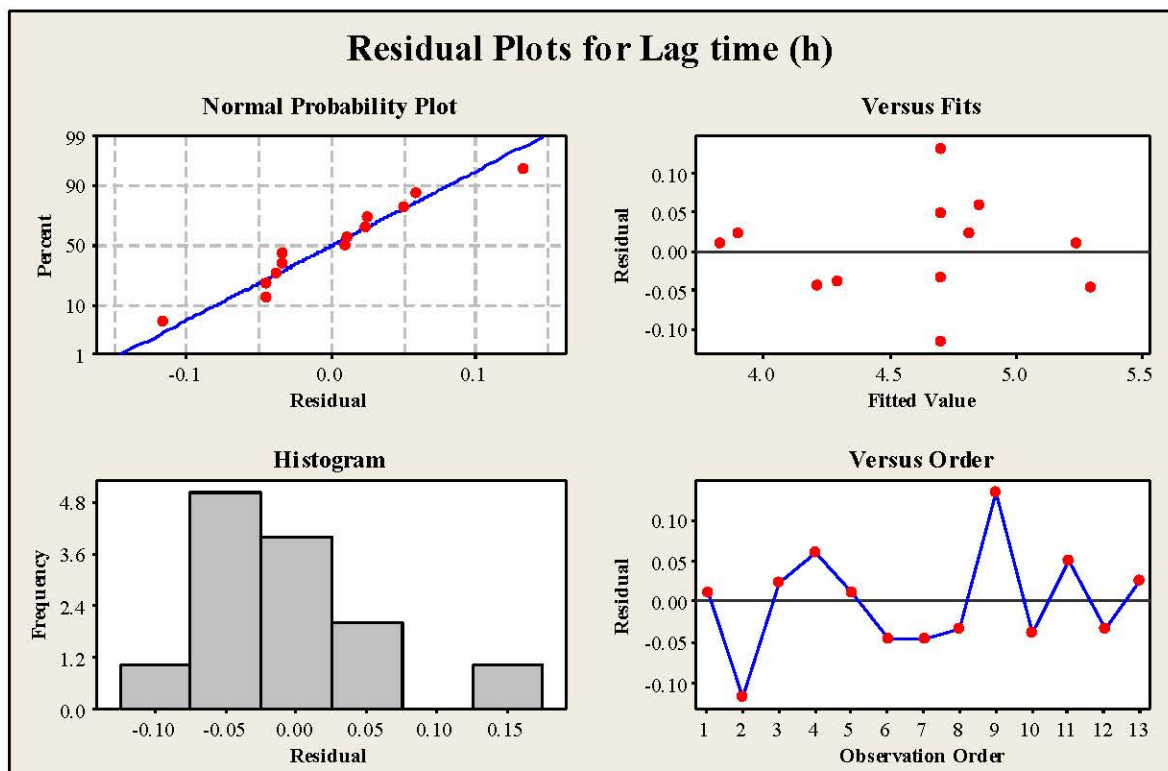 Residual Plots for Lag time (h)
Normal Probability Plot
99
90
50
10
1
Percent
-0.1 0.0 0.1
Residual
Versus Fits
0.10
0.05
0.00
-0.05
-0.10
Residual
4.0 4.5 5.0 5.5
Fitted Value
Histogram
4.8
3.6
2.4
1.2
0.0
Frequency
-0.10 -0.05 0.00 0.05 0.10 0.15
Residual
Versus Order
0.10
0.05
0.00
-0.05
-0.10
Residual
1 2 3 4 5 6 7 8 9 10 11 12 13
Observation Order